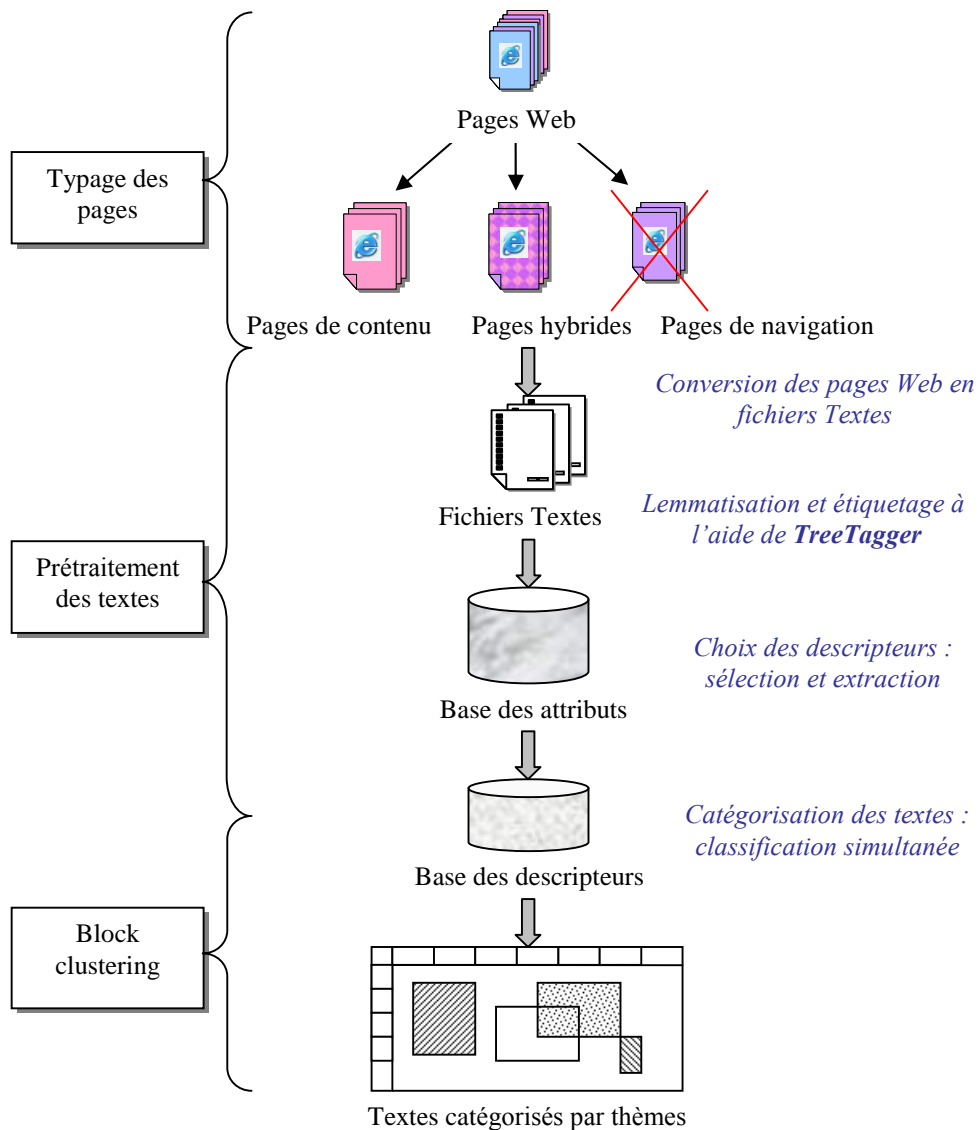 Pages Web
Typage des
pages
Pages de contenu
Pages hybrides
Pages de navigation
Conversion des pages Web en
fichiers Textes
Fichiers Textes
Lemmatisation et étiquetage à
l'aide de TreeTagger
Prétraitement
des textes
Choix des descripteurs :
sélection et extraction
Base des attributs
Catégorisation des textes :
classification simultanée
Base des descripteurs
Block
clustering
Textes catégorisés par thèmes